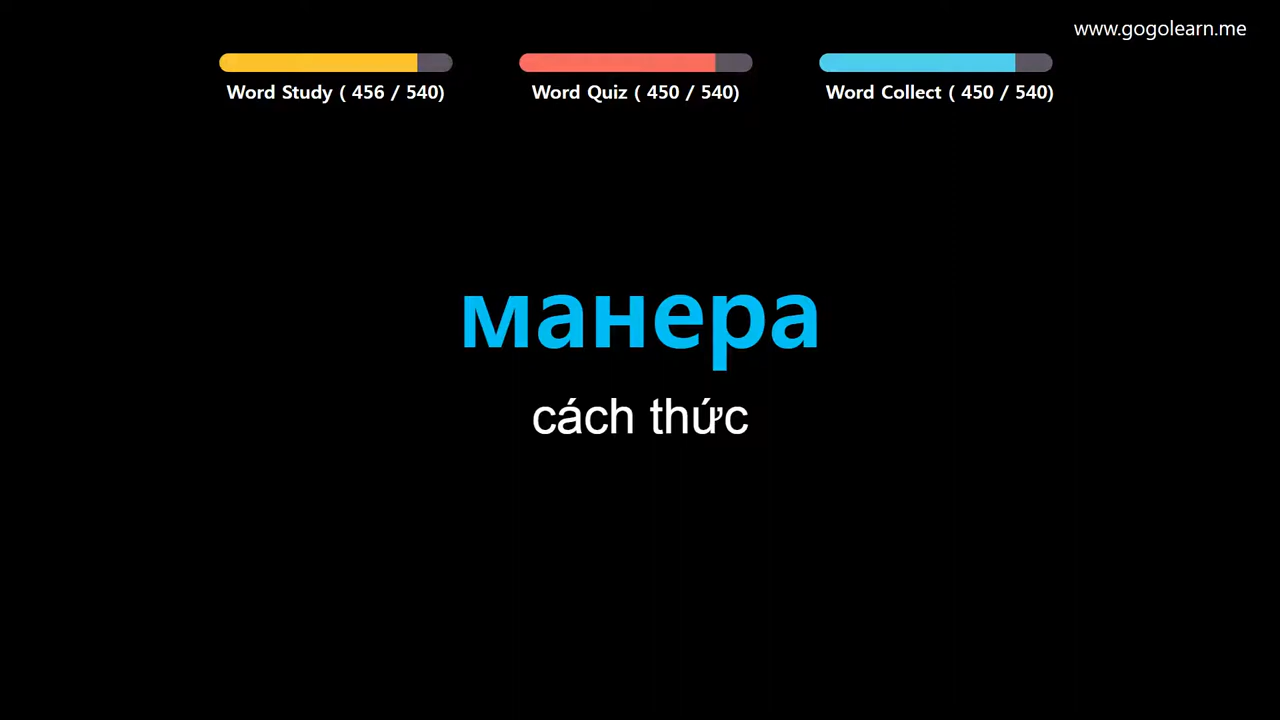 www.gogolearn.me
Word Study ( 456 / 540)
Word Quiz ( 450 / 540)
Word Collect ( 450 / 540)
манера
cách thức